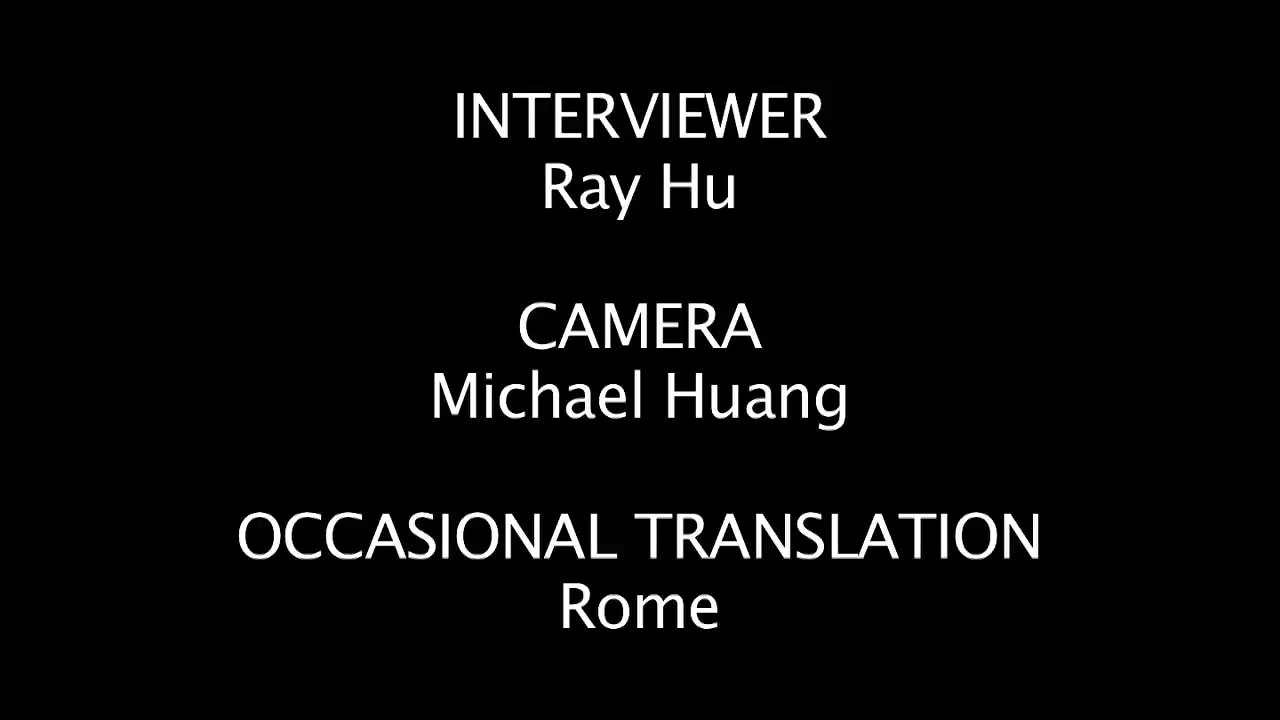 INTERVIEWER
Ray Hu
CAMERA
Michael Huang
OCCASIONAL TRANSLATION
Rome